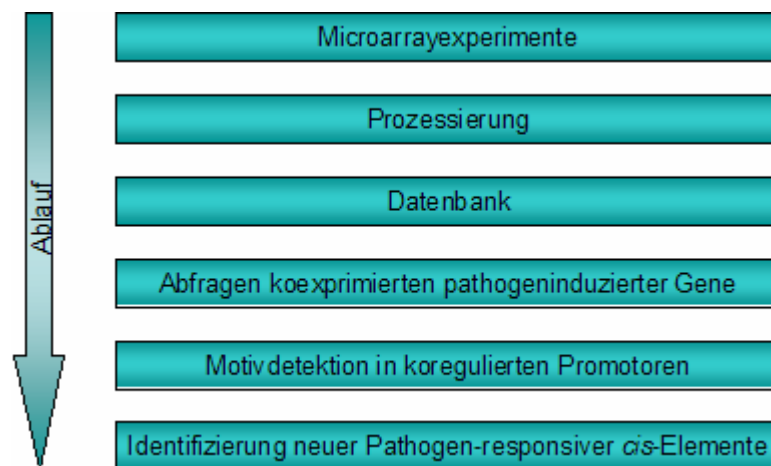 Ablauf
Microarrayexperimente
Prozessierung
Datenbank
Abfragen koexprimierten pathogeninduzierter Gene
Motivdetektion in koregulierten Promotoren
Identifizierung neuer Pathogen-responsiver cis-Elemente